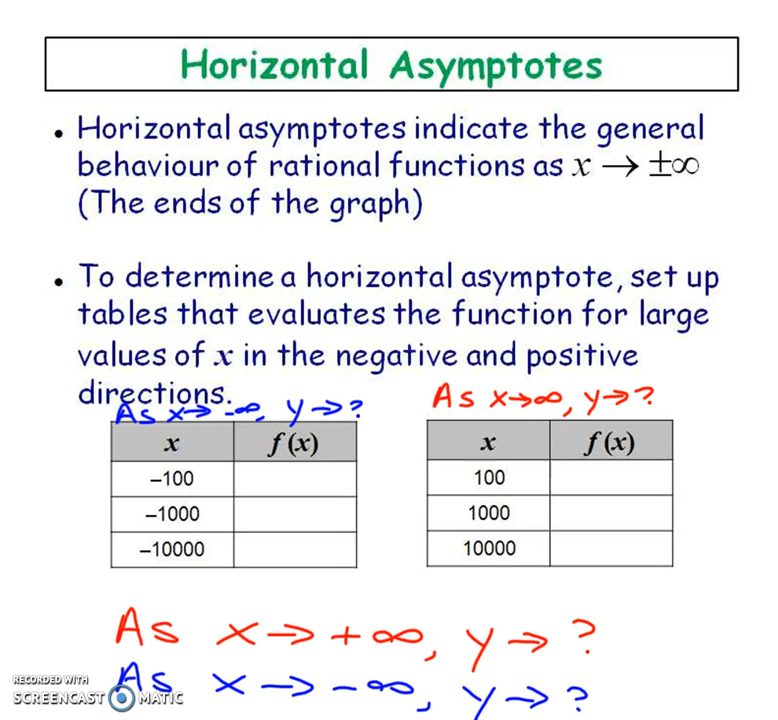 Horizontal Asymptotes
• Horizontal asymptotes indicate the general
behaviour of rational functions as x → ±∞
(The ends of the graph)
• To determine a horizontal asymptote, set up
tables that evaluates the function for large
values of x in the negative and positive
directions.
As x→ -∞, y→?
As x→∞, y→?
x f(x)
–100
–1000
–10000
x f(x)
100
1000
10000
As x→ +∞, y→ ?
As x→ -∞, y→ ?
RECORDED WITH
SCREENCAST MATIC